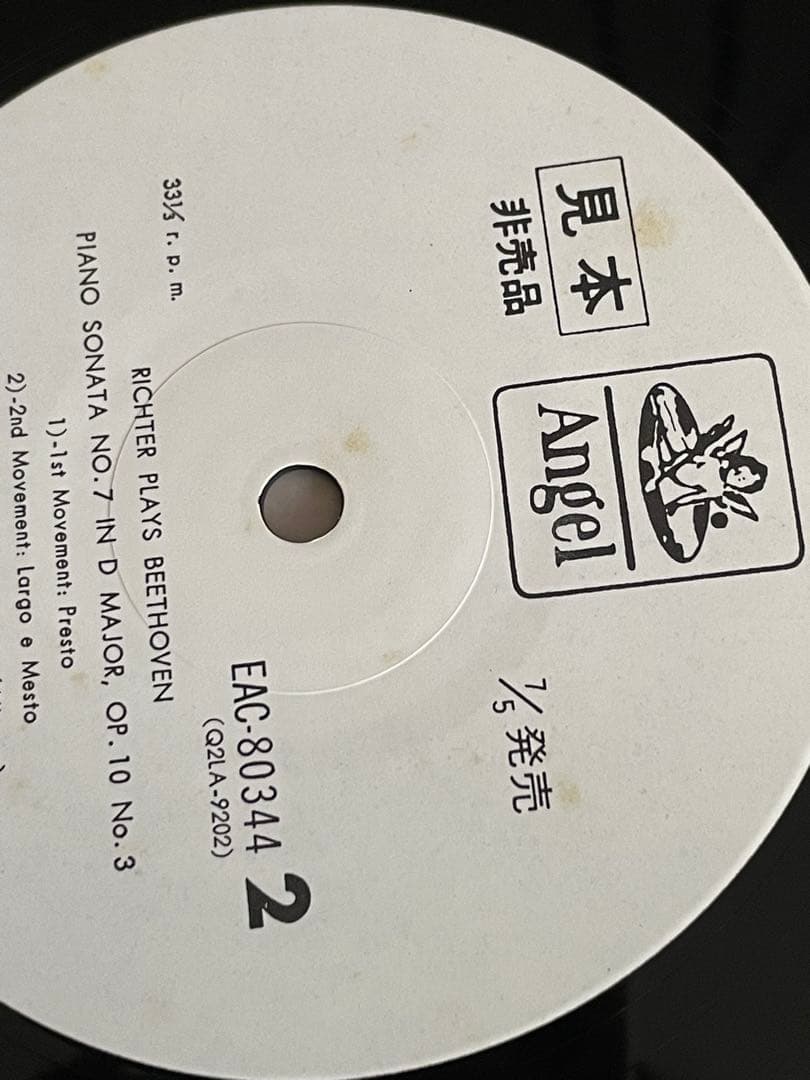 見本
非売品
Angel
7/5 発売
33⅓ r. p. m.
EAC-80344
(Q2LA-9202)
2
RICHTER PLAYS BEETHOVEN
PIANO SONATA NO.7 IN D MAJOR, OP.10 No.3
1)-1st Movement: Presto
2)-2nd Movement: Largo e Mesto